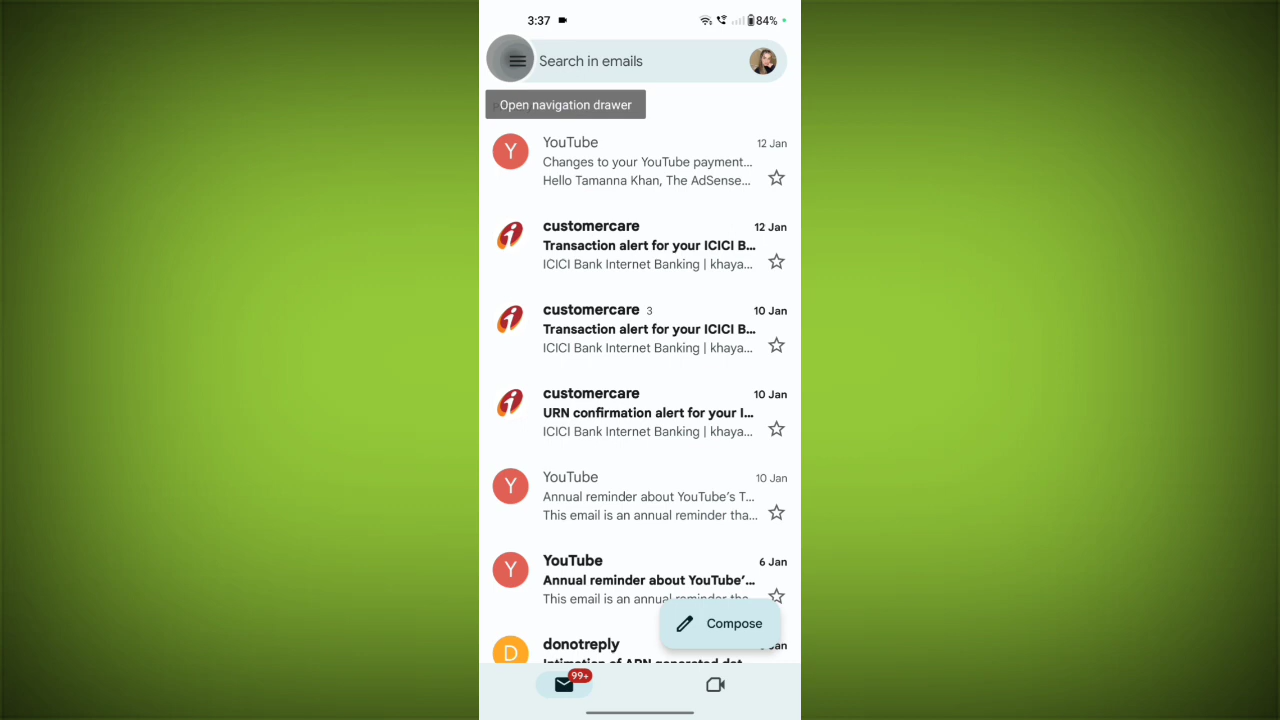 3:37
84%
Search in emails
Open navigation drawer
Y
YouTube
12 Jan
Changes to your YouTube payment...
Hello Tamanna Khan, The AdSense...
customercare
12 Jan
Transaction alert for your ICICI B...
ICICI Bank Internet Banking | khaya...
customercare 3
10 Jan
Transaction alert for your ICICI B...
ICICI Bank Internet Banking | khaya...
customercare
10 Jan
URN confirmation alert for your I...
ICICI Bank Internet Banking | khaya...
Y
YouTube
10 Jan
Annual reminder about YouTube's T...
This email is an annual reminder tha...
Y
YouTube
6 Jan
Annual reminder about YouTube'...
This email is an annual reminder tha...
Compose
D
donotreply
Jan
Intimation of ARN generated dat
99+